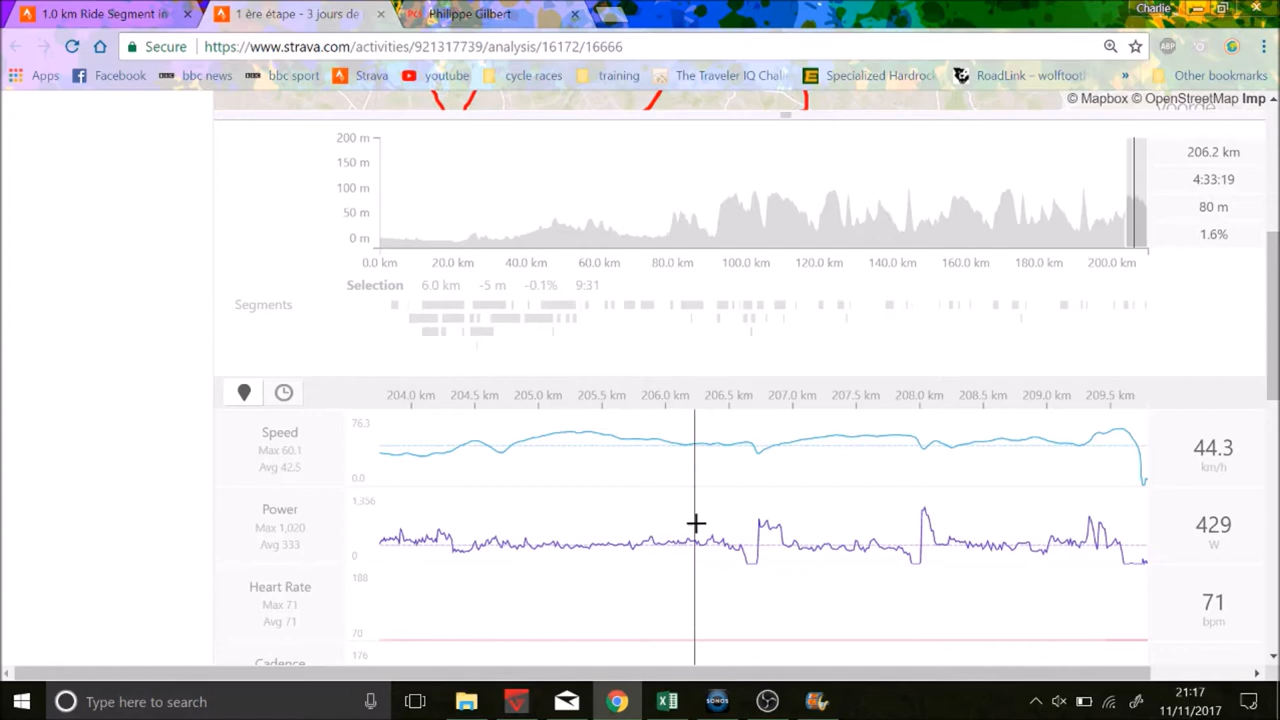 1.0 km Ride Segment in
1 ère étape - 3 jours de
Philippe Gilbert
Charlie
Secure
https://www.strava.com/activities/921317739/analysis/16172/16666
ABP
Apps
Facebook
bbc news
bbc sport
Strava
youtube
cycle races
training
The Traveler IQ Chal
Specialized Hardroc
RoadLink – wolftoot
»
Other bookmarks
© Mapbox © OpenStreetMap Imp
200 m
150 m
100 m
50 m
0 m
206.2 km
4:33:19
80 m
1.6%
0.0 km 20.0 km 40.0 km 60.0 km 80.0 km 100.0 km 120.0 km 140.0 km 160.0 km 180.0 km 200.0 km
Selection 6.0 km -5 m -0.1% 9:31
Segments
204.0 km 204.5 km 205.0 km 205.5 km 206.0 km 206.5 km 207.0 km 207.5 km 208.0 km 208.5 km 209.0 km 209.5 km
Speed
Max 60.1
Avg 42.5
76.3
0.0
44.3
km/h
Power
Max 1,020
Avg 333
1,356
0
429
W
Heart Rate
Max 71
Avg 71
188
70
71
bpm
Cadence
176
Type here to search
SONOS
21:17
11/11/2017